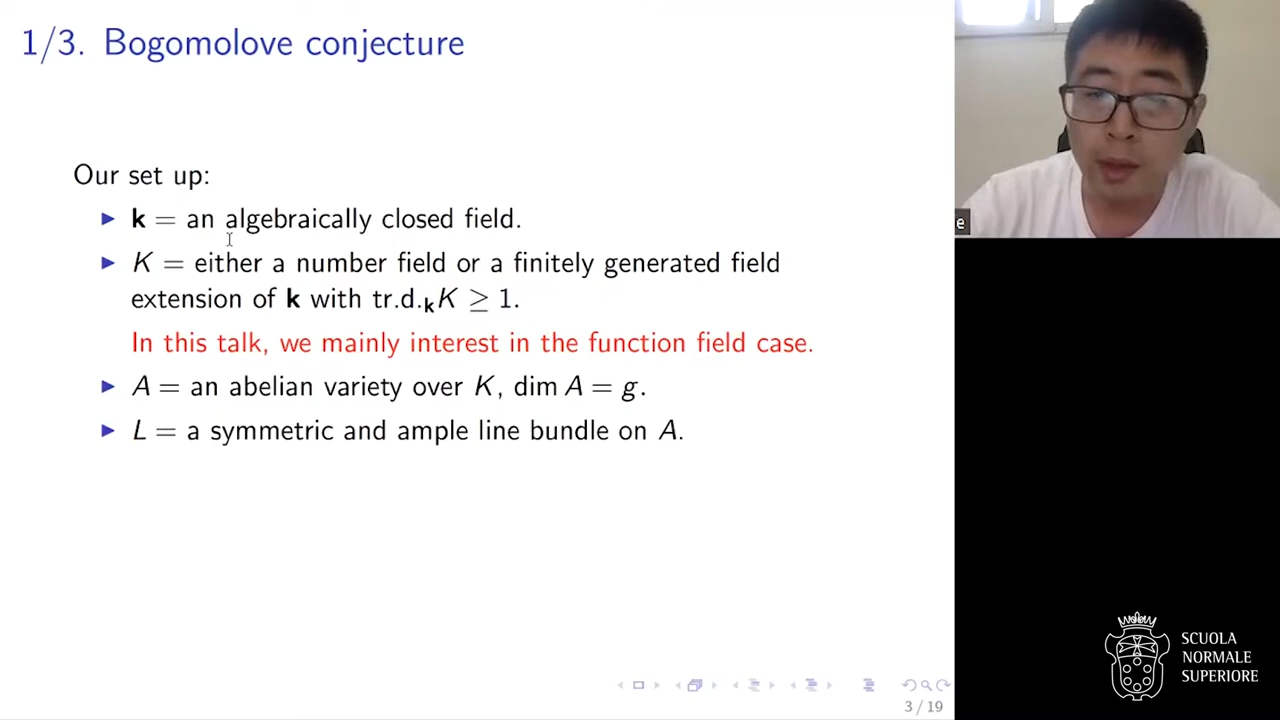 1/3. Bogomolove conjecture
Our set up:
▶ k = an algebraically closed field.
▶ K = either a number field or a finitely generated field
extension of k with tr.d.ₖK ≥ 1.
In this talk, we mainly interest in the function field case.
▶ A = an abelian variety over K, dim A = g.
▶ L = a symmetric and ample line bundle on A.
3 / 19
e
SCUOLA
NORMALE
SUPERIORE